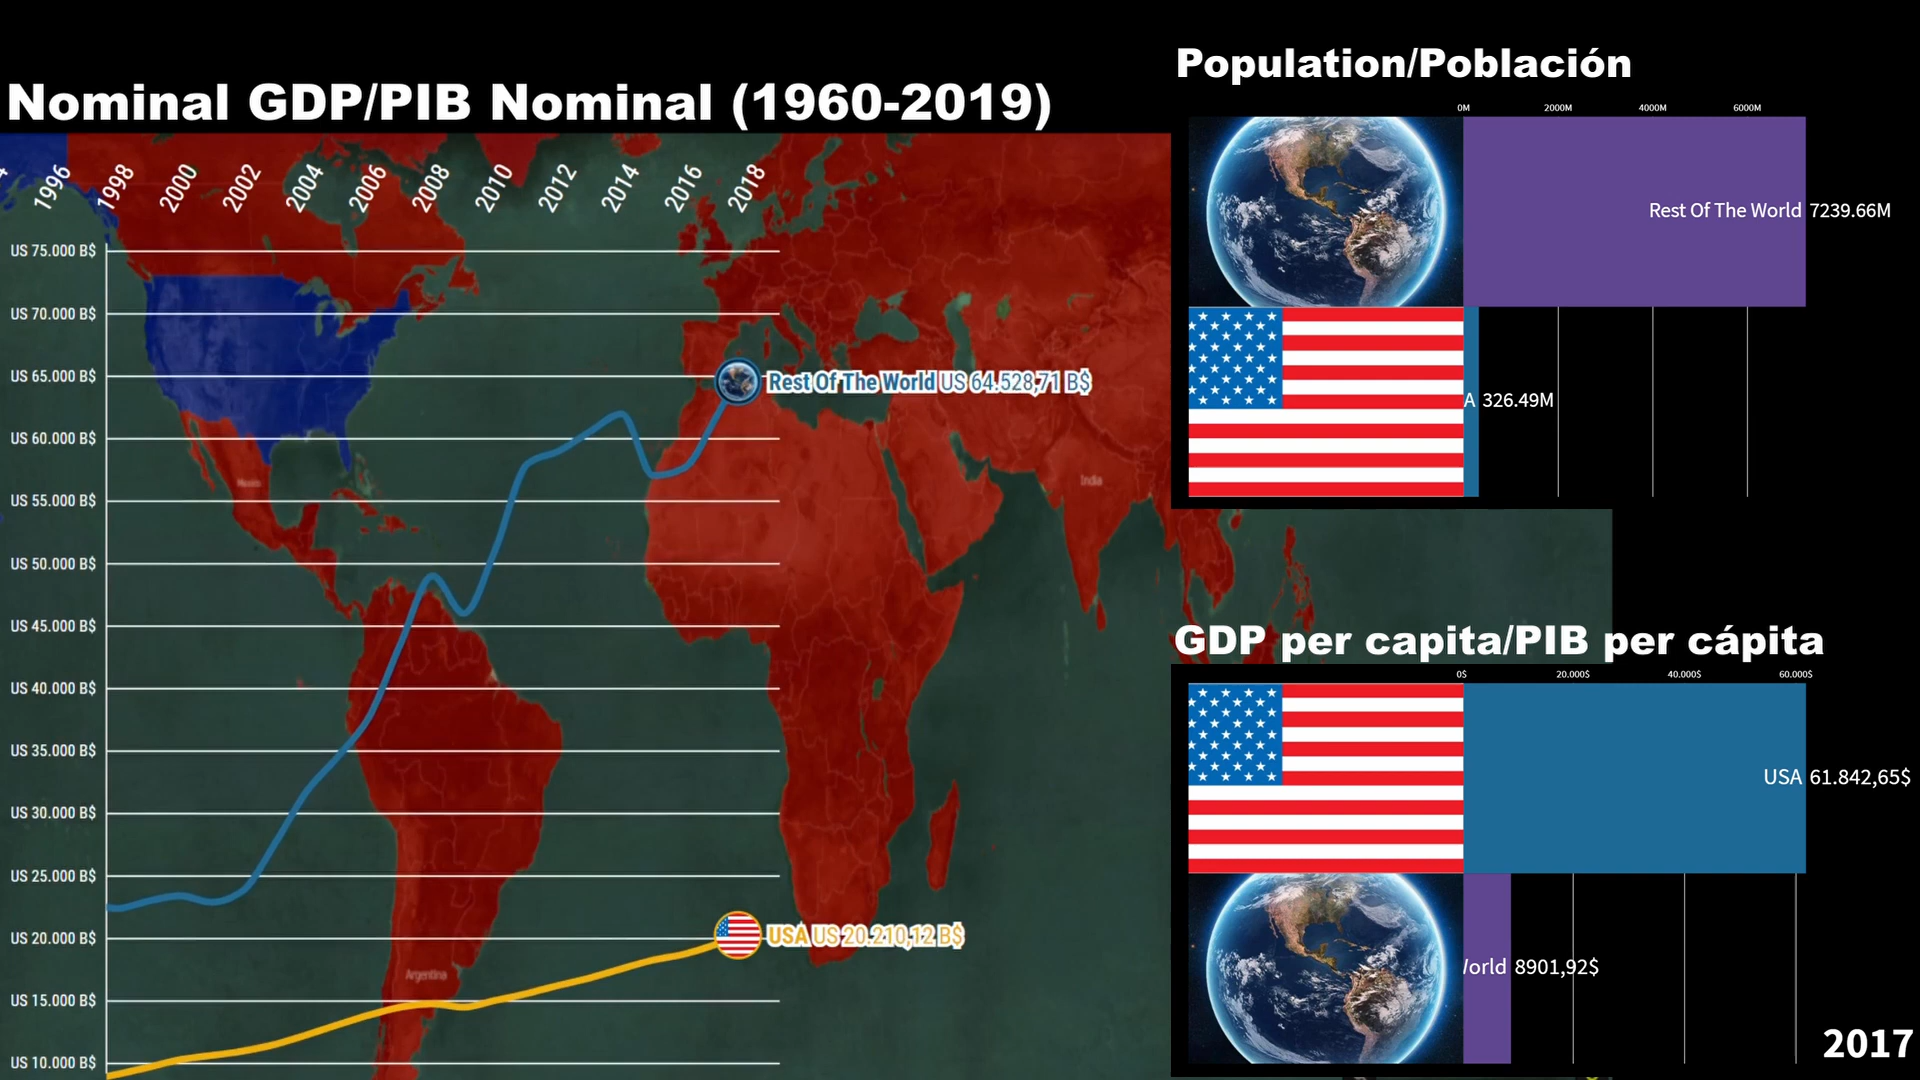 Nominal GDP/PIB Nominal (1960-2019)
1996
1998
2000
2002
2004
2006
2008
2010
2012
2014
2016
2018
US 75.000 B$
US 70.000 B$
US 65.000 B$
US 60.000 B$
US 55.000 B$
US 50.000 B$
US 45.000 B$
US 40.000 B$
US 35.000 B$
US 30.000 B$
US 25.000 B$
US 20.000 B$
US 15.000 B$
US 10.000 B$
Rest Of The World US 64.528,71 B$
USA US 20.210,12 B$
Mexico
India
Argentina
Population/Población
0M 2000M 4000M 6000M
Rest Of The World 7239.66M
A 326.49M
GDP per capita/PIB per cápita
0$ 20.000$ 40.000$ 60.000$
USA 61.842,65$
World 8901,92$
2017